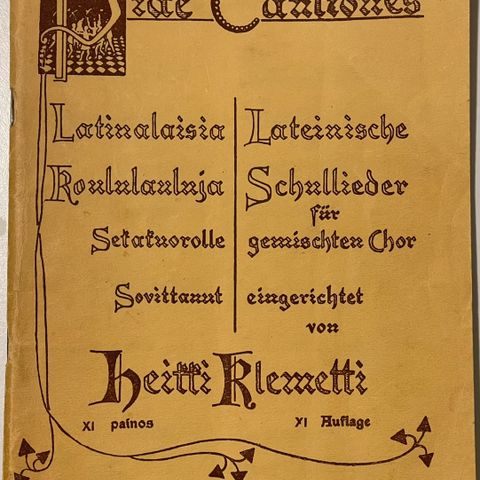 Piae Cantiones
Latinalaisia
Koululauluja
Sekakuorolle
Sovittanut
Lateinische
Schullieder
für
gemischten Chor
eingerichtet
von
Heikki Klemetti
XI painos
XI Auflage